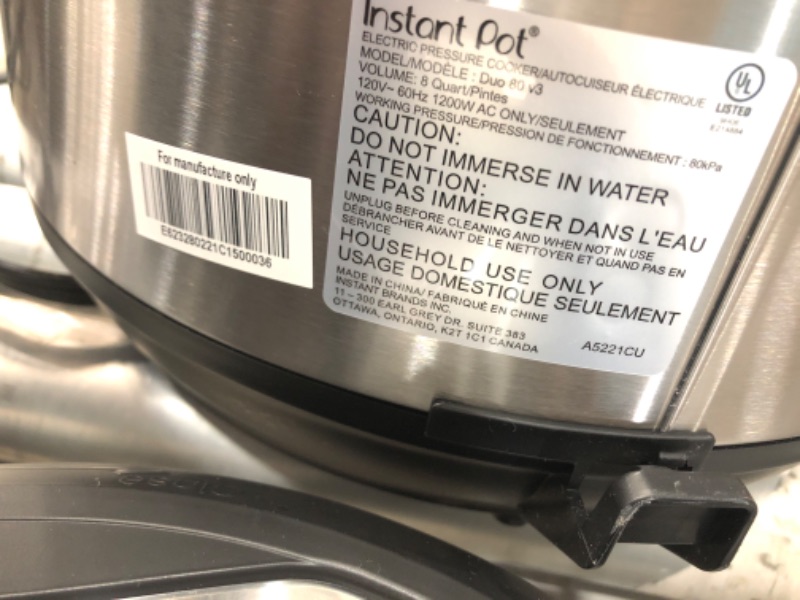 Instant Pot®
ELECTRIC PRESSURE COOKER/AUTOCUISEUR ÉLECTRIQUE
MODEL/MODÈLE : Duo 80 v3
VOLUME: 8 Quart/Pintes
120V~ 60Hz 1200W AC ONLY/SEULEMENT
WORKING PRESSURE/PRESSION DE FONCTIONNEMENT : 80kPa
CAUTION:
DO NOT IMMERSE IN WATER
ATTENTION:
NE PAS IMMERGER DANS L'EAU
UNPLUG BEFORE CLEANING AND WHEN NOT IN USE
DÉBRANCHER AVANT DE LE NETTOYER ET QUAND PAS EN
SERVICE
HOUSEHOLD USE ONLY
USAGE DOMESTIQUE SEULEMENT
MADE IN CHINA/ FABRIQUÉ EN CHINE
INSTANT BRANDS INC.
11 – 300 EARL GREY DR. SUITE 383
OTTAWA, ONTARIO, K2T 1C1 CANADA
A5221CU
UL
LISTED
For manufacture only
E623280221C1500036